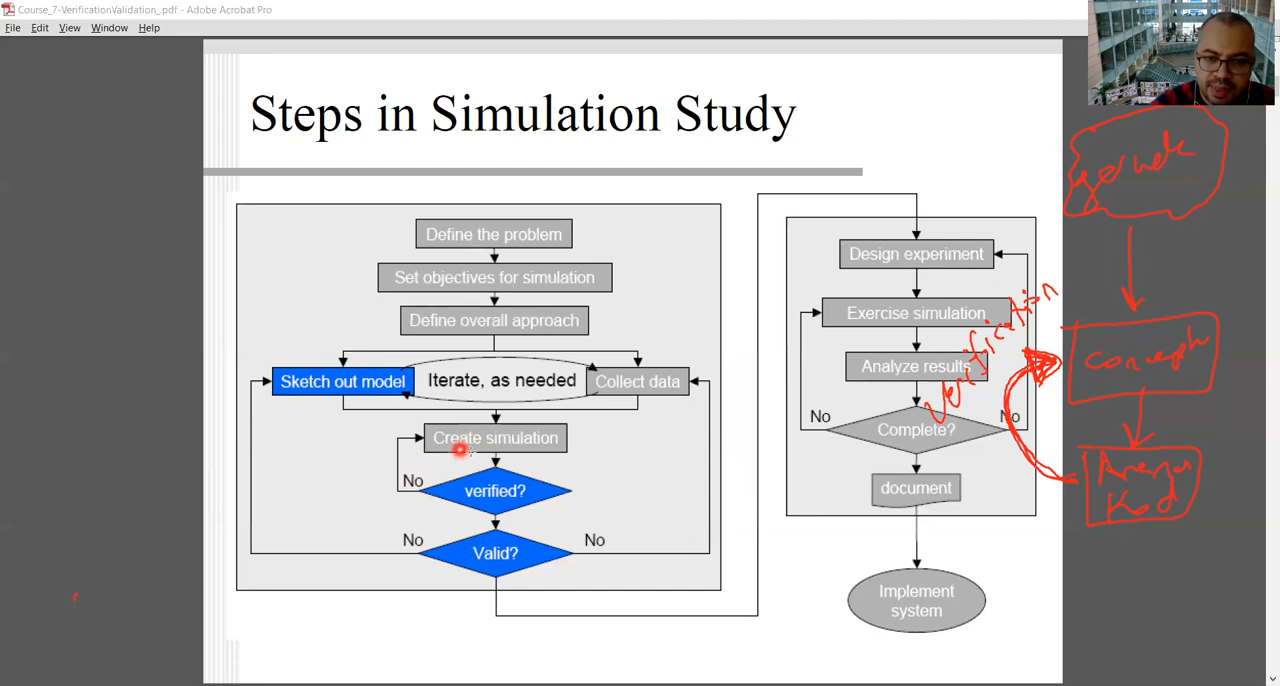 Course_7-VerificationValidation_.pdf - Adobe Acrobat Pro
File Edit View Window Help
Steps in Simulation Study
Define the problem
Set objectives for simulation
Define overall approach
Sketch out model
Iterate, as needed
Collect data
Create simulation
No
verified?
No
Valid?
No
Design experiment
Exercise simulation
Analyze results
No
Complete?
No
document
Implement
system
Verification